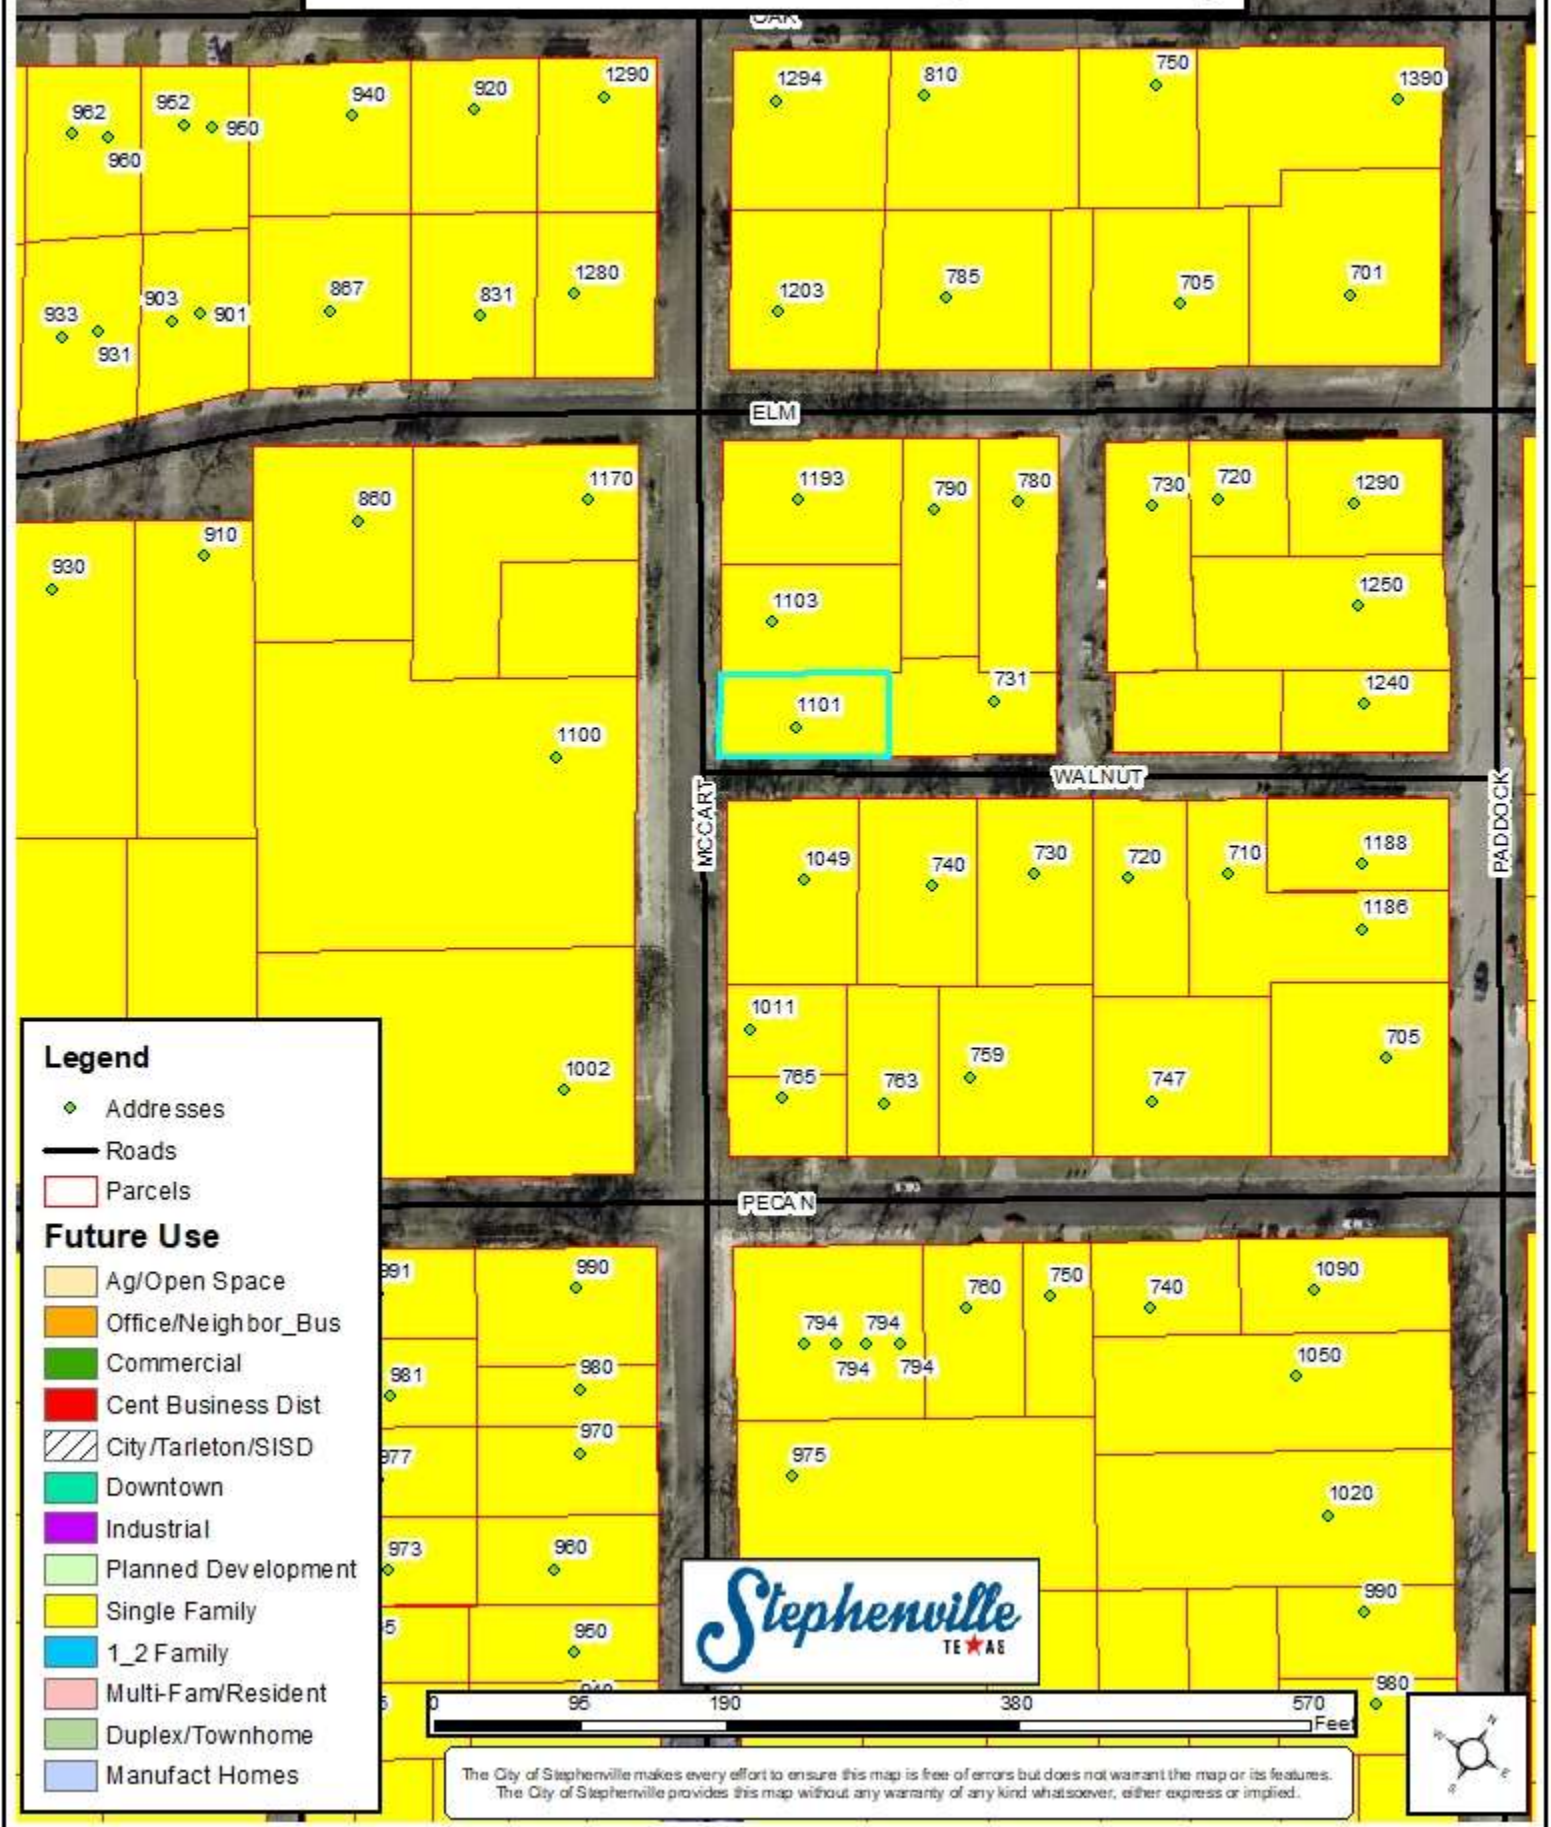 OAK
962
960
952
950
940
920
1290
1294
810
750
1390
933
931
903
901
867
831
1280
1203
785
705
701
ELM
930
910
860
1170
1193
790
780
730
720
1290
1103
1250
1101
731
1240
1100
WALNUT
MCCART
PADDOCK
1049
740
730
720
710
1188
1186
1011
765
763
759
747
705
1002
PECAN
Legend
Addresses
Roads
Parcels
Future Use
Ag/Open Space
Office/Neighbor_Bus
Commercial
Cent Business Dist
City/Tarleton/SISD
Downtown
Industrial
Planned Development
Single Family
1_2 Family
Multi-Fam/Resident
Duplex/Townhome
Manufact Homes
991
990
981
980
977
970
973
960
950
794
794
794
794
760
750
740
1090
1050
975
1020
990
980
Stephenville
TEXAS
0 95 190 380 570
Feet
The City of Stephenville makes every effort to ensure this map is free of errors but does not warrant the map or its features.
The City of Stephenville provides this map without any warranty of any kind whatsoever, either express or implied.
N
E
S
W